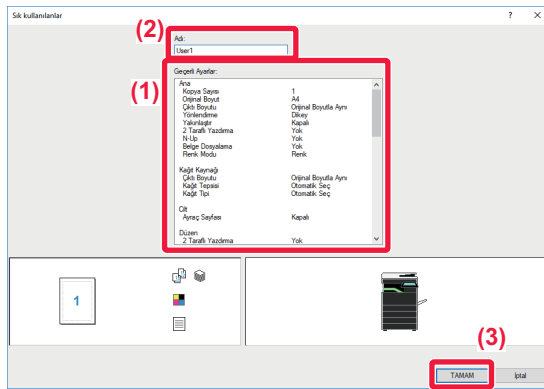 Sık kullanılanlar ? ×
(2)
Adı:
User1
(1)
Geçerli Ayarlar:
Ana
Kopya Sayısı 1
Orijinal Boyut A4
Çıktı Boyutu Orijinal Boyutla Aynı
Yönlendirme Dikey
Yakınlaştır Kapalı
2 Taraflı Yazdırma Yok
N-Up Yok
Belge Dosyalama Yok
Renk Modu Renk
Kağıt Kaynağı
Çıktı Boyutu Orijinal Boyutla Aynı
Kağıt Tepsisi Otomatik Seç
Kağıt Tipi Otomatik Seç
Cilt
Ayraç Sayfası Kapalı
Düzen
2 Taraflı Yazdırma Yok
1
(3)
TAMAM iptal